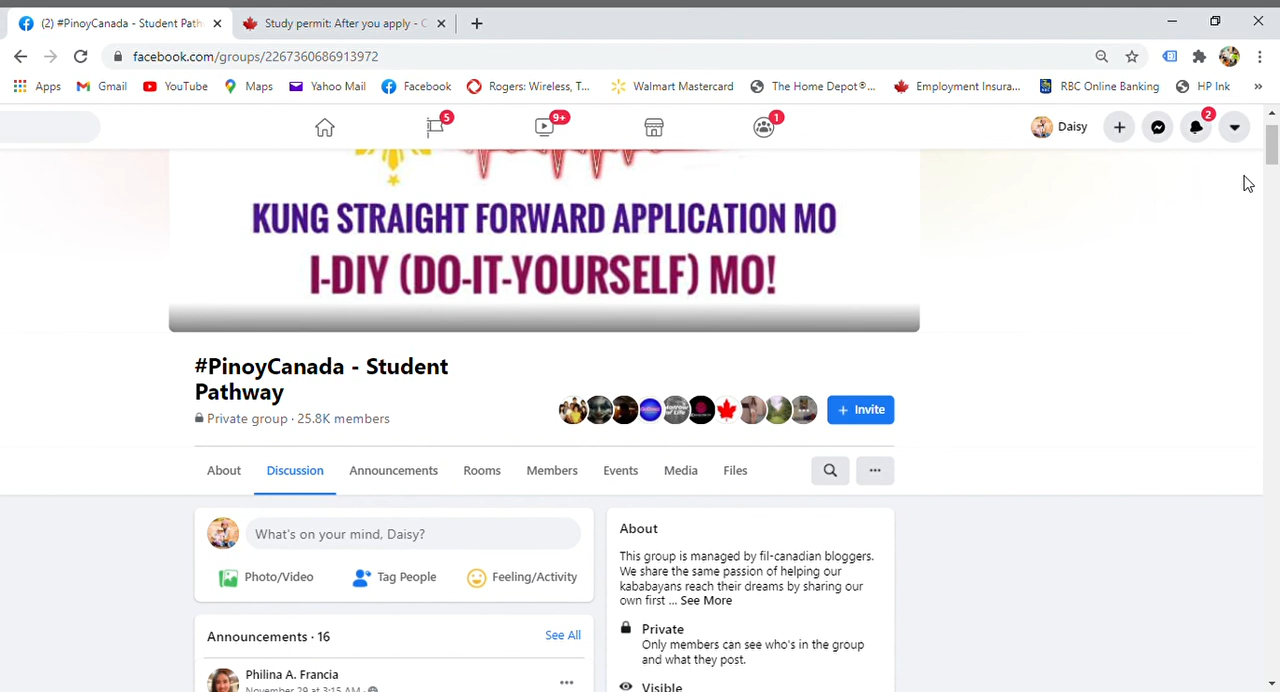 (2) #PinoyCanada - Student Path
Study permit: After you apply - C
facebook.com/groups/2267360686913972
Apps
Gmail
YouTube
Maps
Yahoo Mail
Facebook
Rogers: Wireless, T...
Walmart Mastercard
The Home Depot®...
Employment Insura...
RBC Online Banking
HP Ink
»
5
9+
1
Daisy
2
KUNG STRAIGHT FORWARD APPLICATION MO
I-DIY (DO-IT-YOURSELF) MO!
#PinoyCanada - Student
Pathway
Private group · 25.8K members
+ Invite
About
Discussion
Announcements
Rooms
Members
Events
Media
Files
What's on your mind, Daisy?
Photo/Video
Tag People
Feeling/Activity
Announcements · 16
See All
Philina A. Francia
November 29 at 3:15 AM ·
About
This group is managed by fil-canadian bloggers.
We share the same passion of helping our
kababayans reach their dreams by sharing our
own first ... See More
Private
Only members can see who's in the group
and what they post.
Visible